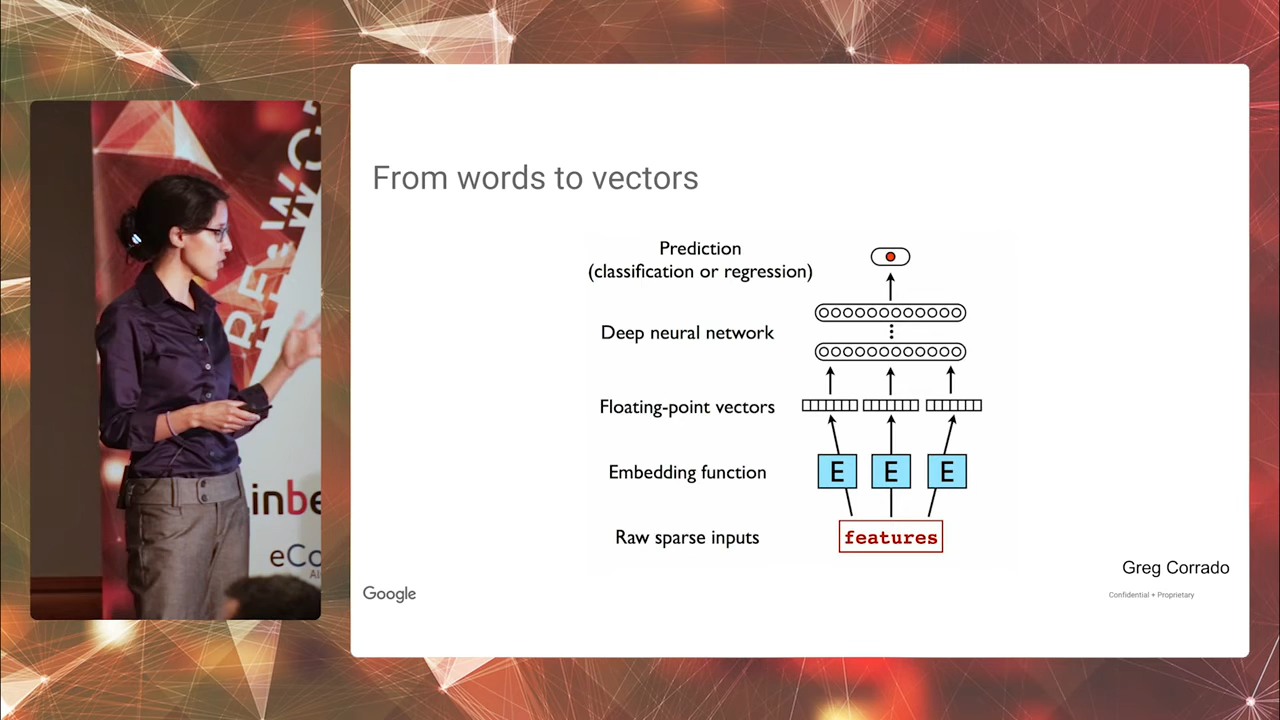 From words to vectors
Prediction
(classification or regression)
Deep neural network
Floating-point vectors
Embedding function
E E E
Raw sparse inputs
features
Greg Corrado
Google
Confidential + Proprietary